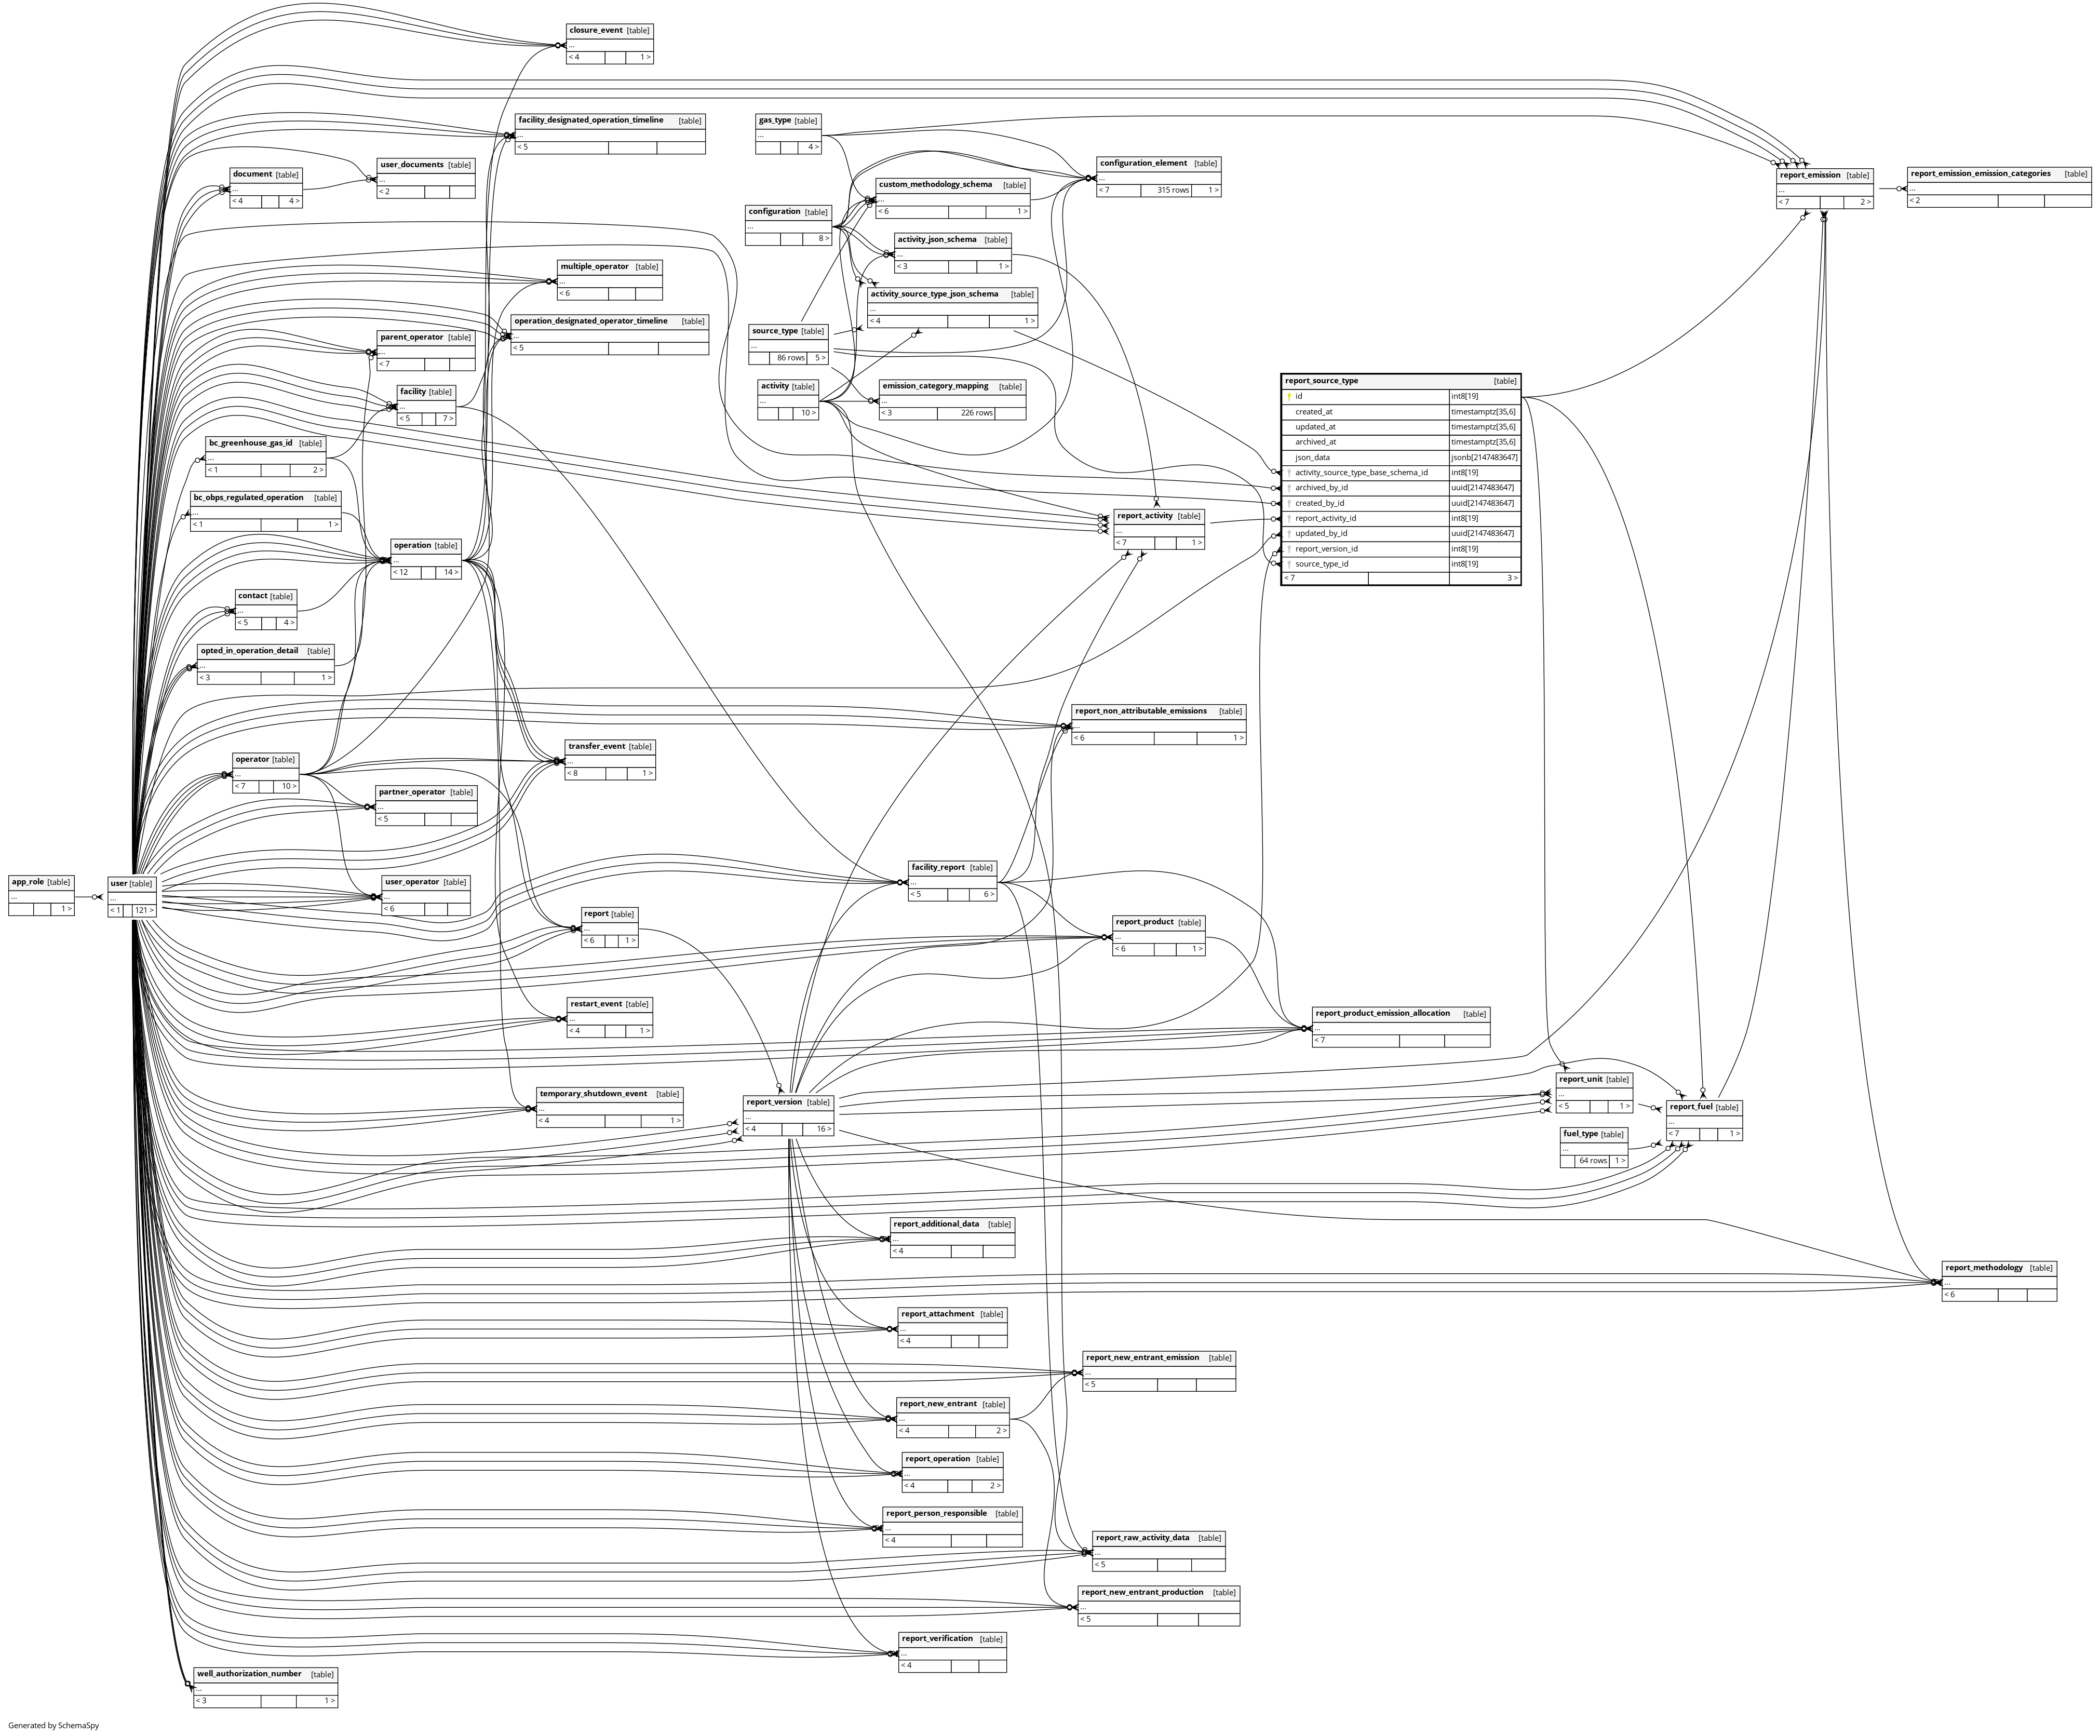 closure_event [table]
...
< 4 1 >
facility_designated_operation_timeline [table]
...
< 5
gas_type [table]
...
4 >
user_documents [table]
...
< 2
document [table]
...
< 4 4 >
configuration_element [table]
...
< 7 315 rows 1 >
report_emission [table]
...
< 7 2 >
report_emission_emission_categories [table]
...
< 2
custom_methodology_schema [table]
...
< 6 1 >
configuration [table]
...
8 >
activity_json_schema [table]
...
< 3 1 >
multiple_operator [table]
...
< 6
activity_source_type_json_schema [table]
...
< 4 1 >
operation_designated_operator_timeline [table]
...
< 5
source_type [table]
...
86 rows 5 >
parent_operator [table]
...
< 7
activity [table]
...
10 >
emission_category_mapping [table]
...
< 3 226 rows
facility [table]
...
< 5 7 >
report_source_type [table]
id int8[19]
created_at timestamptz[35,6]
updated_at timestamptz[35,6]
archived_at timestamptz[35,6]
json_data jsonb[2147483647]
activity_source_type_base_schema_id int8[19]
archived_by_id uuid[2147483647]
created_by_id uuid[2147483647]
report_activity_id int8[19]
updated_by_id uuid[2147483647]
report_version_id int8[19]
source_type_id int8[19]
< 7 3 >
bc_greenhouse_gas_id [table]
...
< 1 2 >
bc_obps_regulated_operation [table]
...
< 1 1 >
report_activity [table]
...
< 7 1 >
operation [table]
...
< 12 14 >
contact [table]
...
< 5 4 >
opted_in_operation_detail [table]
...
< 3 1 >
report_non_attributable_emissions [table]
...
< 6 1 >
transfer_event [table]
...
< 8 1 >
operator [table]
...
< 7 10 >
partner_operator [table]
...
< 5
facility_report [table]
...
< 5 6 >
app_role [table]
...
1 >
user [table]
...
< 1 121 >
user_operator [table]
...
< 6
report [table]
...
< 6 1 >
report_product [table]
...
< 6 1 >
restart_event [table]
...
< 4 1 >
report_product_emission_allocation [table]
...
< 7
temporary_shutdown_event [table]
...
< 4 1 >
report_version [table]
...
< 4 16 >
report_unit [table]
...
< 5 1 >
report_fuel [table]
...
< 7 1 >
fuel_type [table]
...
64 rows 1 >
report_additional_data [table]
...
< 4
report_methodology [table]
...
< 6
report_attachment [table]
...
< 4
report_new_entrant_emission [table]
...
< 5
report_new_entrant [table]
...
< 4 2 >
report_operation [table]
...
< 4 2 >
report_person_responsible [table]
...
< 4
report_raw_activity_data [table]
...
< 5
report_new_entrant_production [table]
...
< 5
report_verification [table]
...
< 4
well_authorization_number [table]
...
< 3 1 >
Generated by SchemaSpy